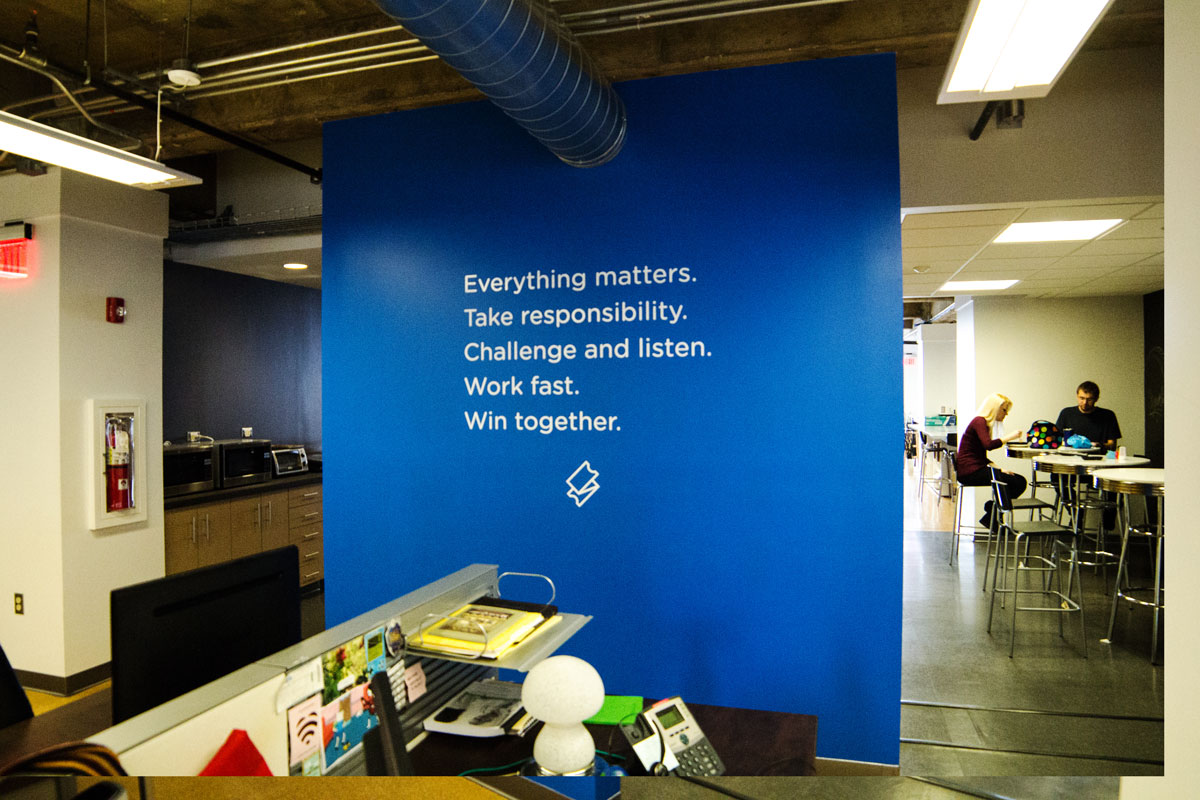 Everything matters.
Take responsibility.
Challenge and listen.
Work fast.
Win together.